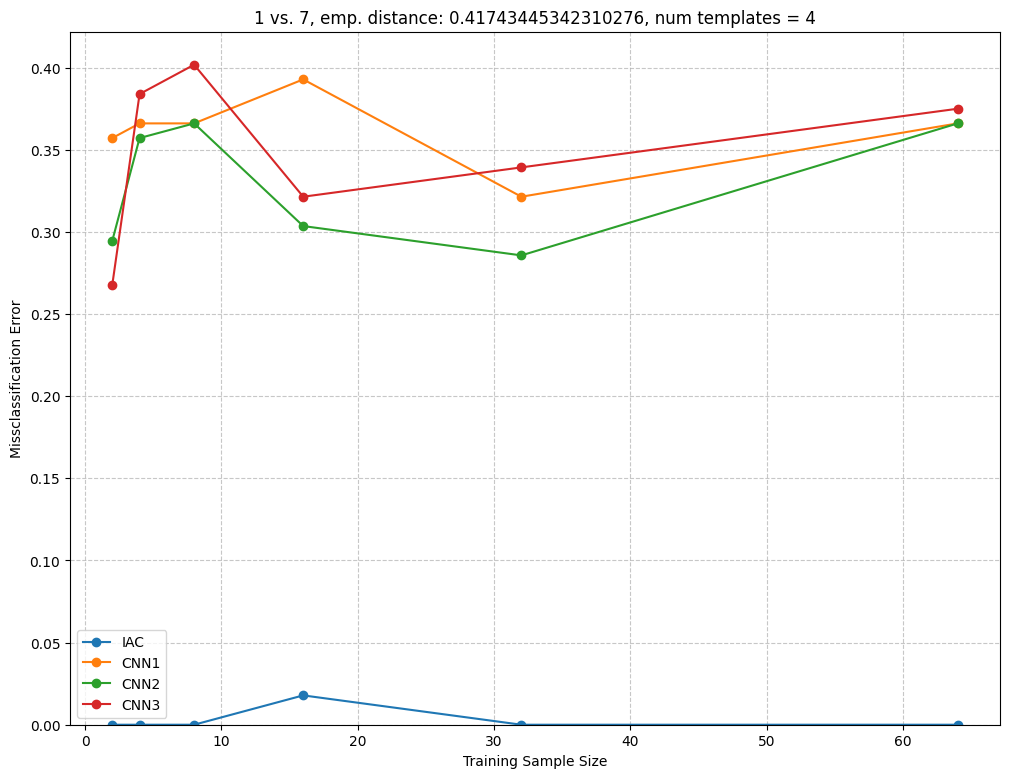 1 vs. 7, emp. distance: 0.41743445342310276, num templates = 4
0.40
0.35
0.30
0.25
0.20
0.15
0.10
0.05
0.00
Missclassification Error
IAC
CNN1
CNN2
CNN3
0 10 20 30 40 50 60
Training Sample Size